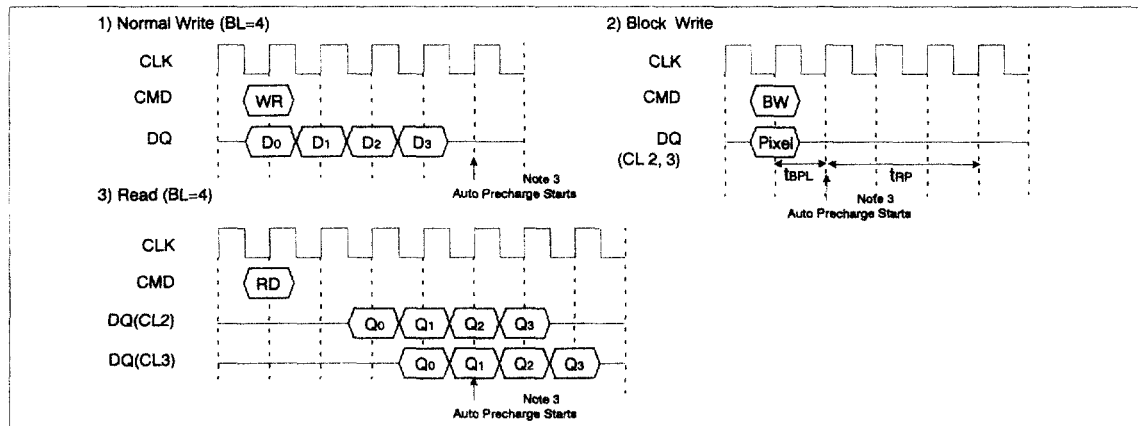 1) Normal Write (BL=4)
CLK
CMD
WR
DQ
D0 D1 D2 D3
Note 3
Auto Precharge Starts
2) Block Write
CLK
CMD
BW
DQ
(CL 2, 3)
Pixel
tBPL tRP
Note 3
Auto Precharge Starts
3) Read (BL=4)
CLK
CMD
RD
DQ(CL2)
Q0 Q1 Q2 Q3
DQ(CL3)
Q0 Q1 Q2 Q3
Note 3
Auto Precharge Starts